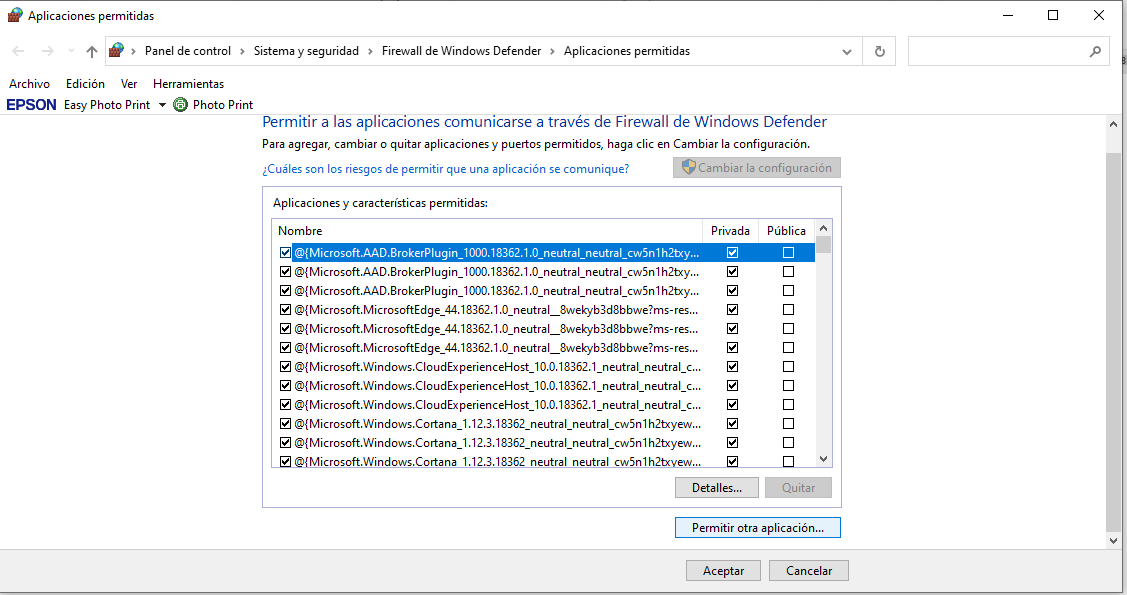 Aplicaciones permitidas
Panel de control > Sistema y seguridad > Firewall de Windows Defender > Aplicaciones permitidas
Archivo Edición Ver Herramientas
EPSON Easy Photo Print Photo Print
Permitir a las aplicaciones comunicarse a través de Firewall de Windows Defender
Para agregar, cambiar o quitar aplicaciones y puertos permitidos, haga clic en Cambiar la configuración.
¿Cuáles son los riesgos de permitir que una aplicación se comunique? Cambiar la configuración
Aplicaciones y características permitidas:
Nombre Privada Pública
@{Microsoft.AAD.BrokerPlugin_1000.18362.1.0_neutral_neutral_cw5n1h2txy...
@{Microsoft.AAD.BrokerPlugin_1000.18362.1.0_neutral_neutral_cw5n1h2txy...
@{Microsoft.AAD.BrokerPlugin_1000.18362.1.0_neutral_neutral_cw5n1h2txy...
@{Microsoft.MicrosoftEdge_44.18362.1.0_neutral__8wekyb3d8bbwe?ms-res...
@{Microsoft.MicrosoftEdge_44.18362.1.0_neutral__8wekyb3d8bbwe?ms-res...
@{Microsoft.MicrosoftEdge_44.18362.1.0_neutral__8wekyb3d8bbwe?ms-res...
@{Microsoft.Windows.CloudExperienceHost_10.0.18362.1_neutral_neutral_c...
@{Microsoft.Windows.CloudExperienceHost_10.0.18362.1_neutral_neutral_c...
@{Microsoft.Windows.CloudExperienceHost_10.0.18362.1_neutral_neutral_c...
@{Microsoft.Windows.Cortana_1.12.3.18362_neutral_neutral_cw5n1h2txyew...
@{Microsoft.Windows.Cortana_1.12.3.18362_neutral_neutral_cw5n1h2txyew...
@{Microsoft.Windows.Cortana_1.12.3.18362_neutral_neutral_cw5n1h2txyew...
Detalles... Quitar
Permitir otra aplicación...
Aceptar Cancelar